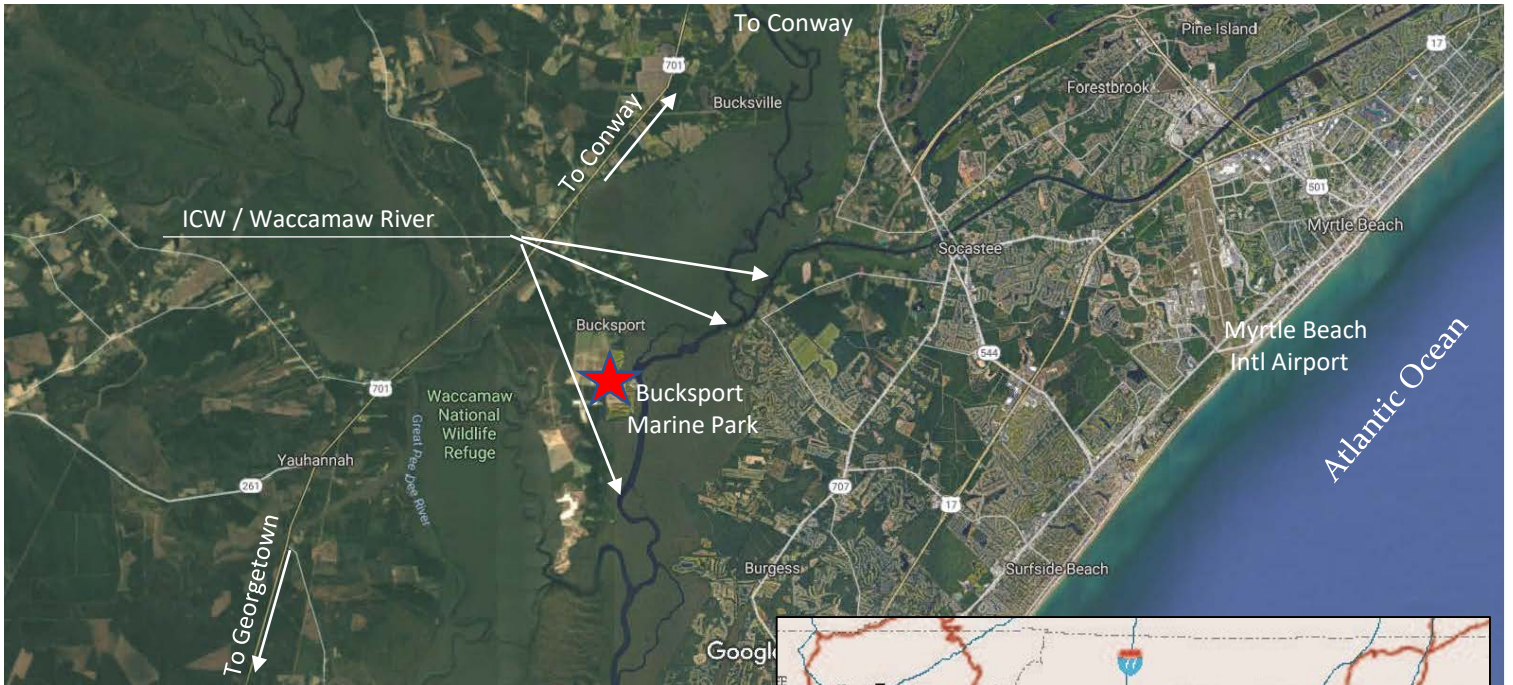 To Conway
Pine Island
17
701
Forestbrook
Bucksville
To Conway
501
ICW / Waccamaw River
Myrtle Beach
Socastee
Bucksport
Myrtle Beach
Intl Airport
544
Atlantic Ocean
701
Bucksport
Marine Park
Waccamaw
National
Wildlife
Refuge
Great Pee Dee River
Yauhannah
261
707
17
To Georgetown
Burgess
Surfside Beach
Googl
77